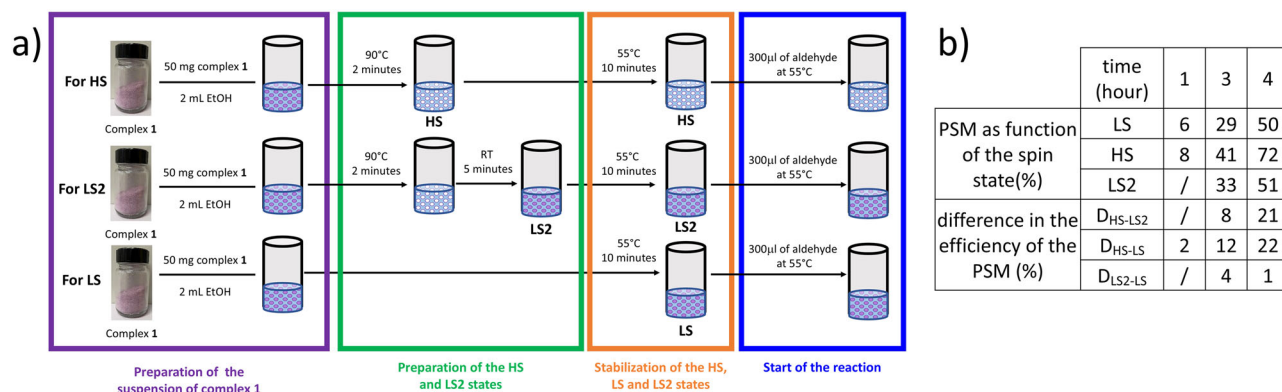 a)
For HS
Complex 1
50 mg complex 1
2 mL EtOH
90°C
2 minutes
HS
55°C
10 minutes
HS
300µl of aldehyde
at 55°C
For LS2
Complex 1
50 mg complex 1
2 mL EtOH
90°C
2 minutes
RT
5 minutes
LS2
55°C
10 minutes
LS2
300µl of aldehyde
at 55°C
For LS
Complex 1
50 mg complex 1
2 mL EtOH
55°C
10 minutes
LS
300µl of aldehyde
at 55°C
Preparation of the
suspension of complex 1
Preparation of the HS
and LS2 states
Stabilization of the HS,
LS and LS2 states
Start of the reaction
b)
time
(hour) 1 3 4
PSM as function
of the spin
state(%)
LS 6 29 50
HS 8 41 72
LS2 / 33 51
difference in the
efficiency of the
PSM (%)
DHS-LS2 / 8 21
DHS-LS 2 12 22
DLS2-LS / 4 1